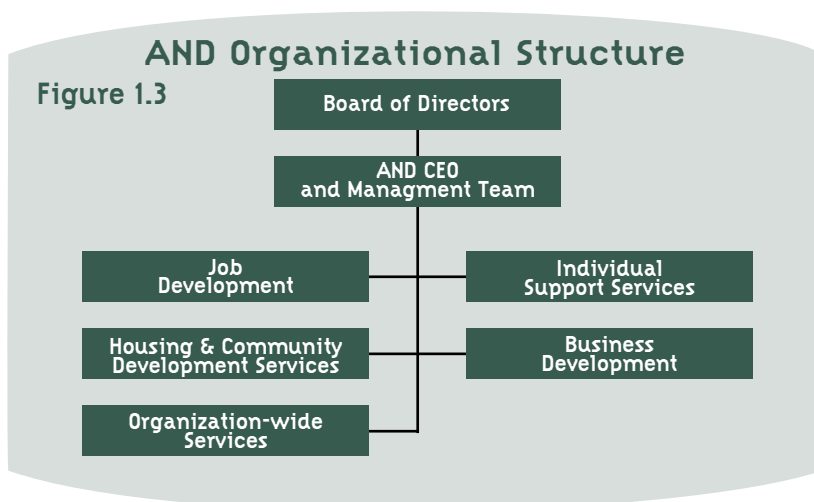 AND Organizational Structure
Figure 1.3
Board of Directors
AND CEO
and Managment Team
Job
Development
Individual
Support Services
Housing & Community
Development Services
Business
Development
Organization-wide
Services